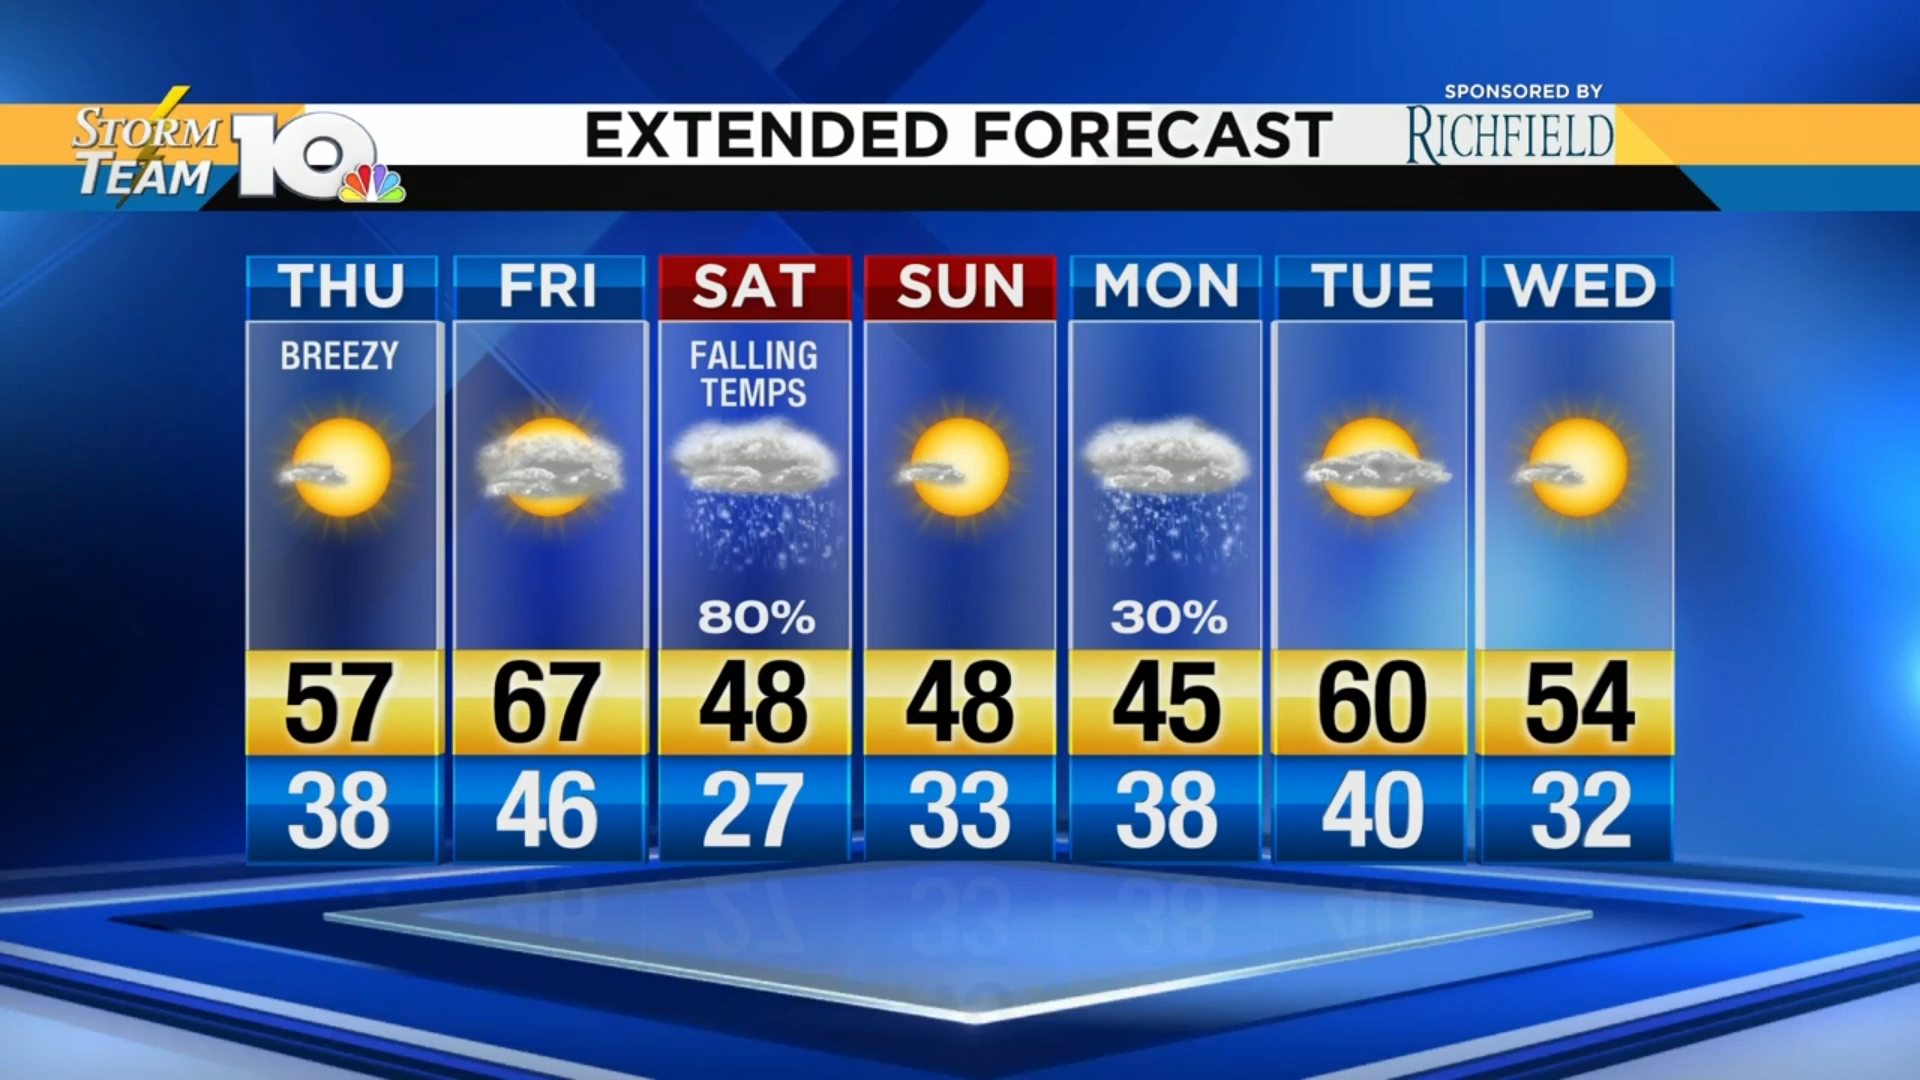 SPONSORED BY
STORM
TEAM 10
EXTENDED FORECAST
RICHFIELD
THU FRI SAT SUN MON TUE WED
BREEZY
FALLING
TEMPS
80% 30%
57 67 48 48 45 60 54
38 46 27 33 38 40 32